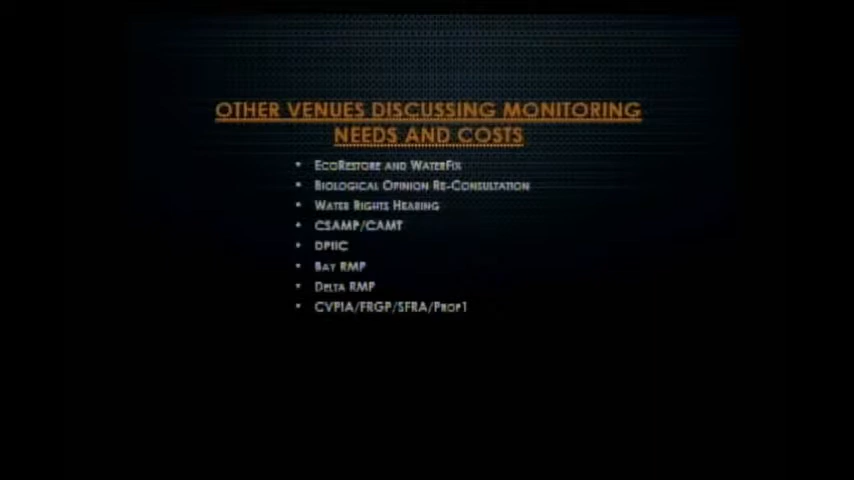 OTHER VENUES DISCUSSING MONITORING
NEEDS AND COSTS
• ECORESTORE AND WATERFIX
• BIOLOGICAL OPINION RE-CONSULTATION
• WATER RIGHTS HEARING
• CSAMP/CAMT
• DPIIC
• BAY RMP
• DELTA RMP
• CVPIA/FRGP/SFRA/PROP1